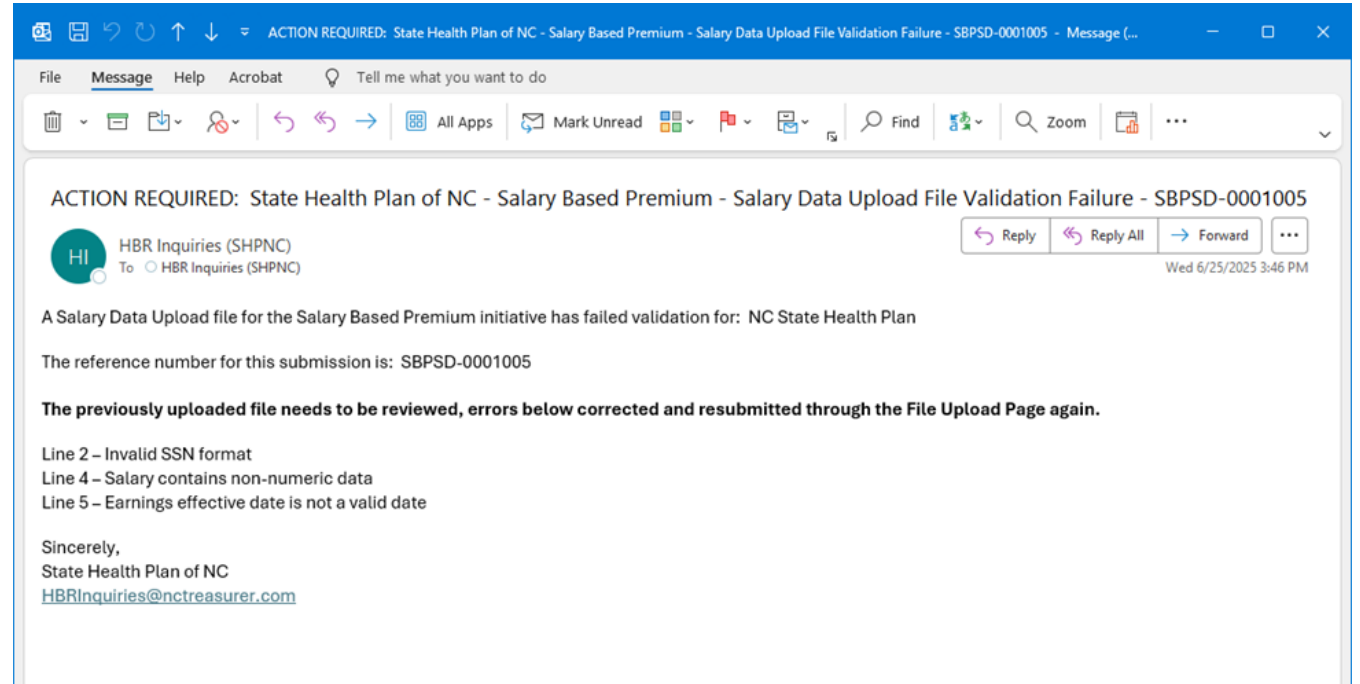 ACTION REQUIRED: State Health Plan of NC - Salary Based Premium - Salary Data Upload File Validation Failure - SBPSD-0001005 - Message (...
File Message Help Acrobat Tell me what you want to do
All Apps Mark Unread Find Zoom
ACTION REQUIRED: State Health Plan of NC - Salary Based Premium - Salary Data Upload File Validation Failure - SBPSD-0001005
Reply Reply All Forward
HI
HBR Inquiries (SHPNC)
To HBR Inquiries (SHPNC)
Wed 6/25/2025 3:46 PM
A Salary Data Upload file for the Salary Based Premium initiative has failed validation for: NC State Health Plan
The reference number for this submission is: SBPSD-0001005
The previously uploaded file needs to be reviewed, errors below corrected and resubmitted through the File Upload Page again.
Line 2 – Invalid SSN format
Line 4 – Salary contains non-numeric data
Line 5 – Earnings effective date is not a valid date
Sincerely,
State Health Plan of NC
HBRInquiries@nctreasurer.com